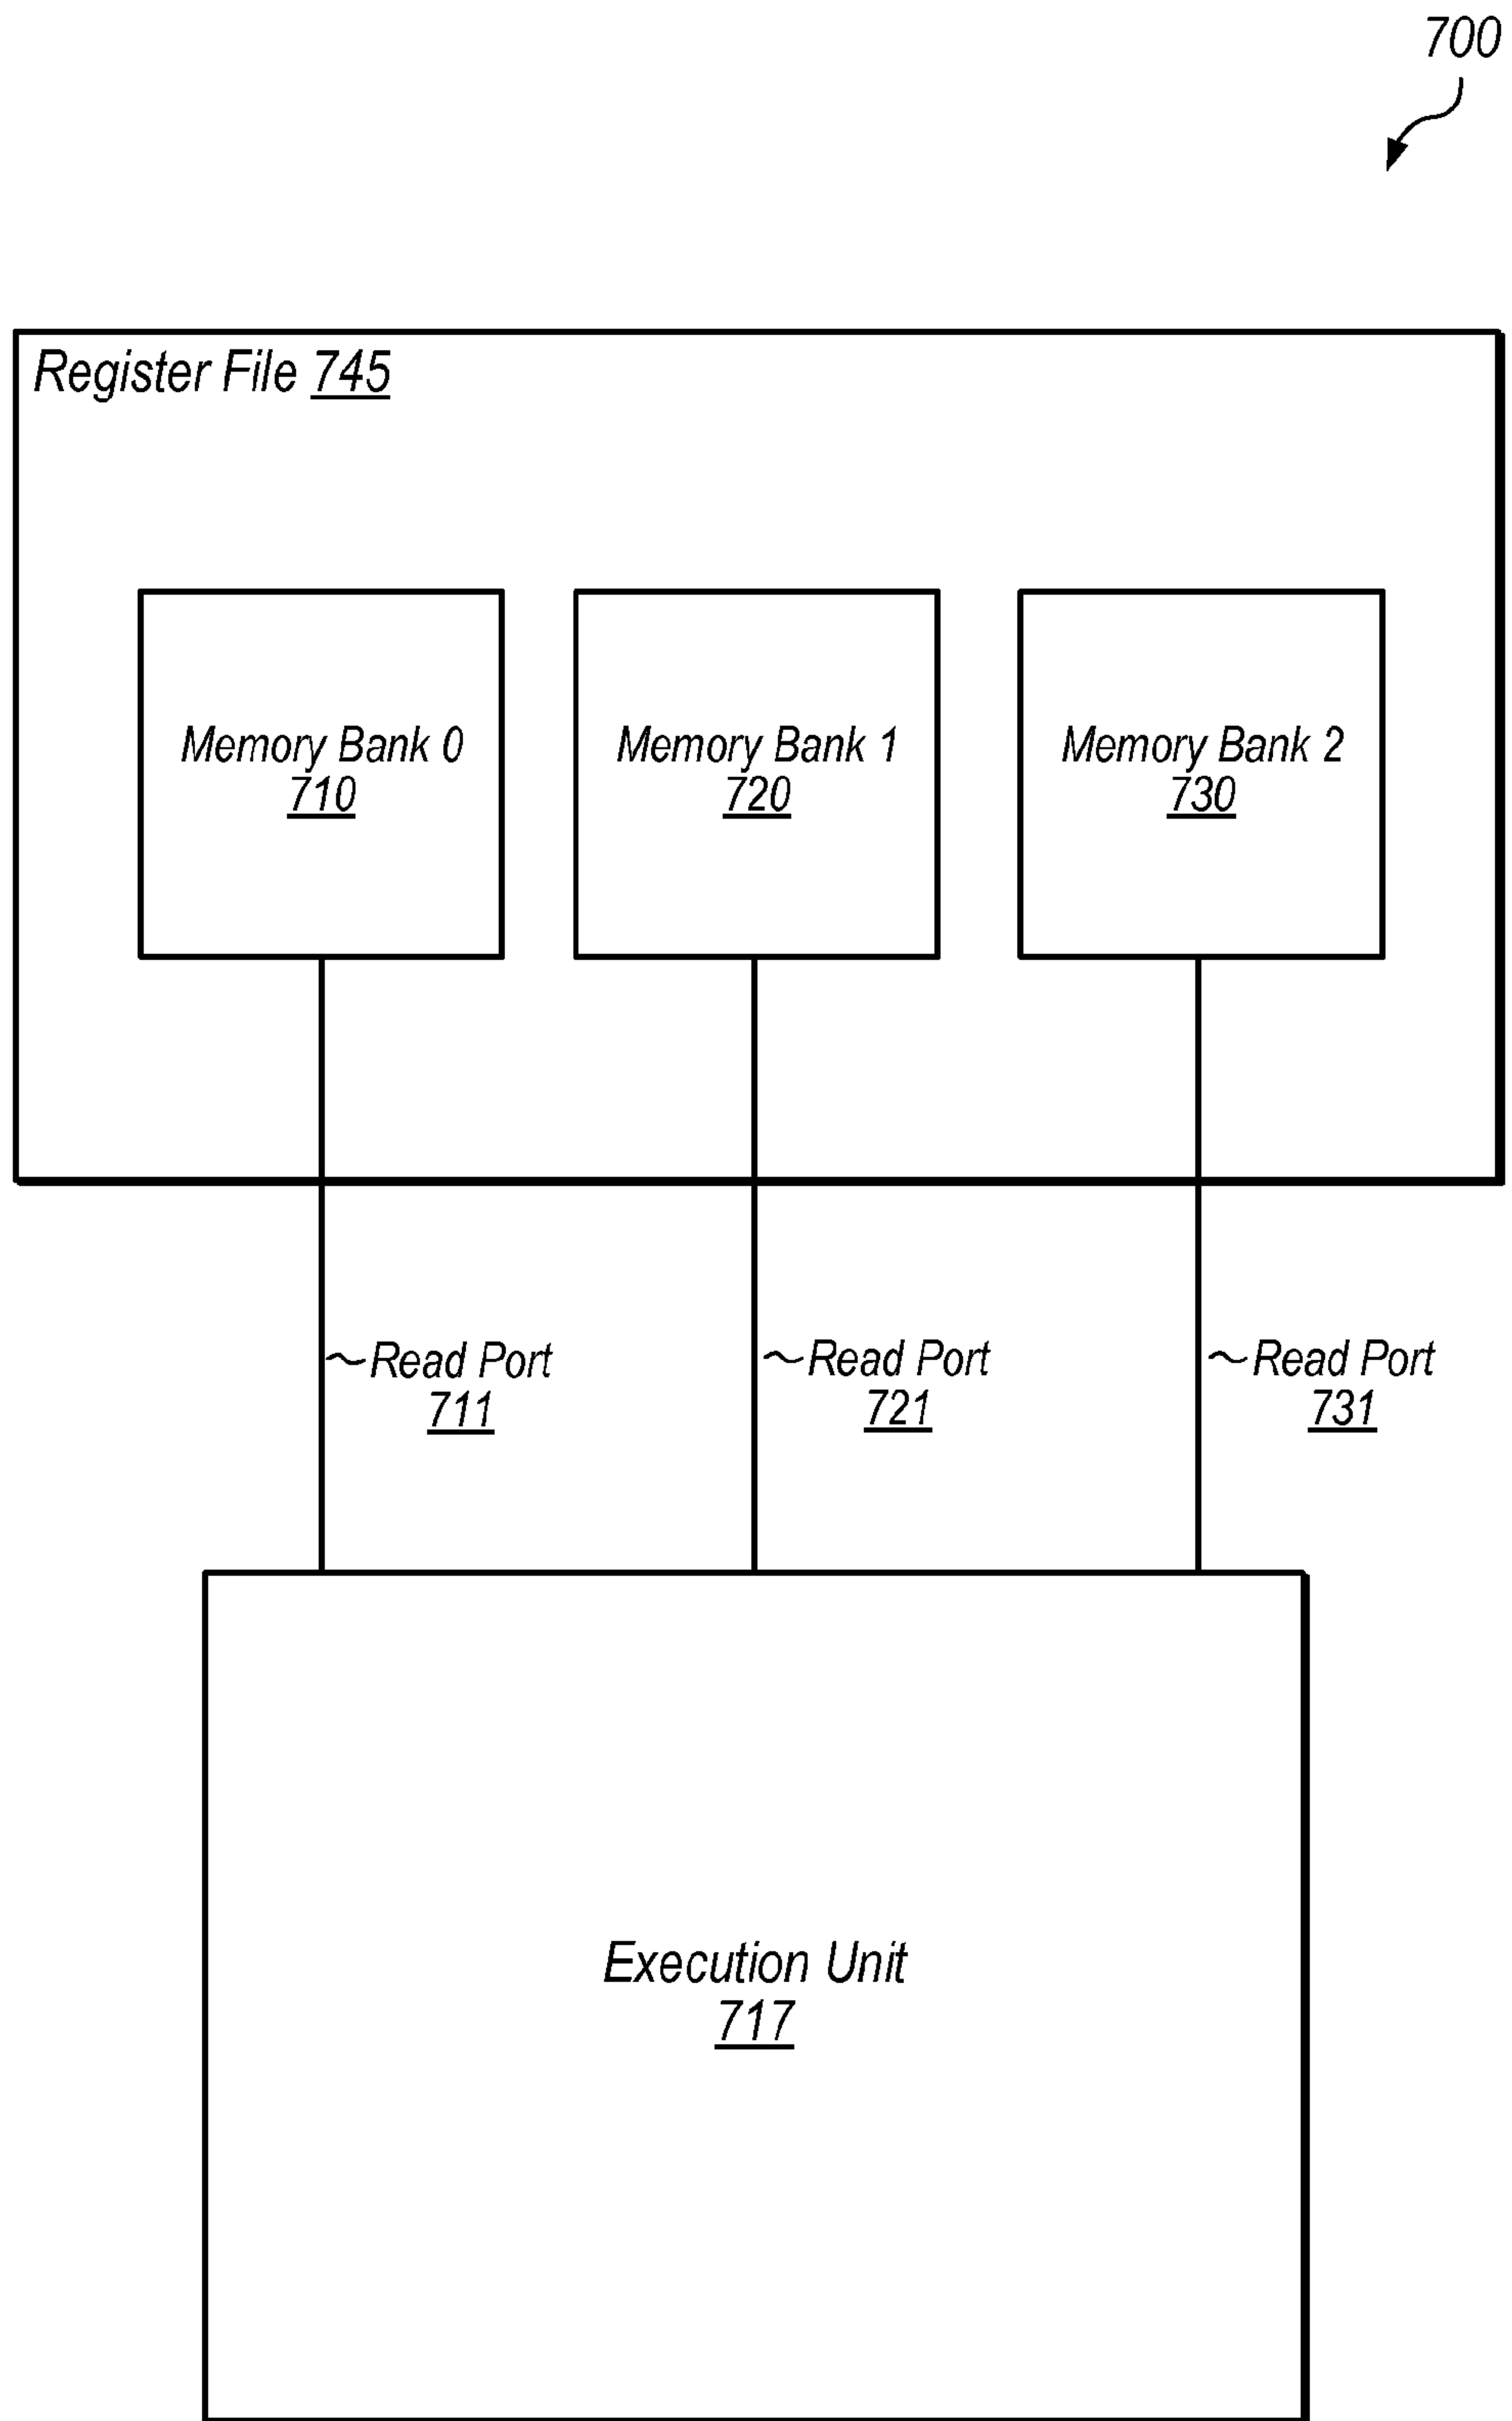 700
Register File 745
Memory Bank 0
710
Memory Bank 1
720
Memory Bank 2
730
Read Port
711
Read Port
721
Read Port
731
Execution Unit
717